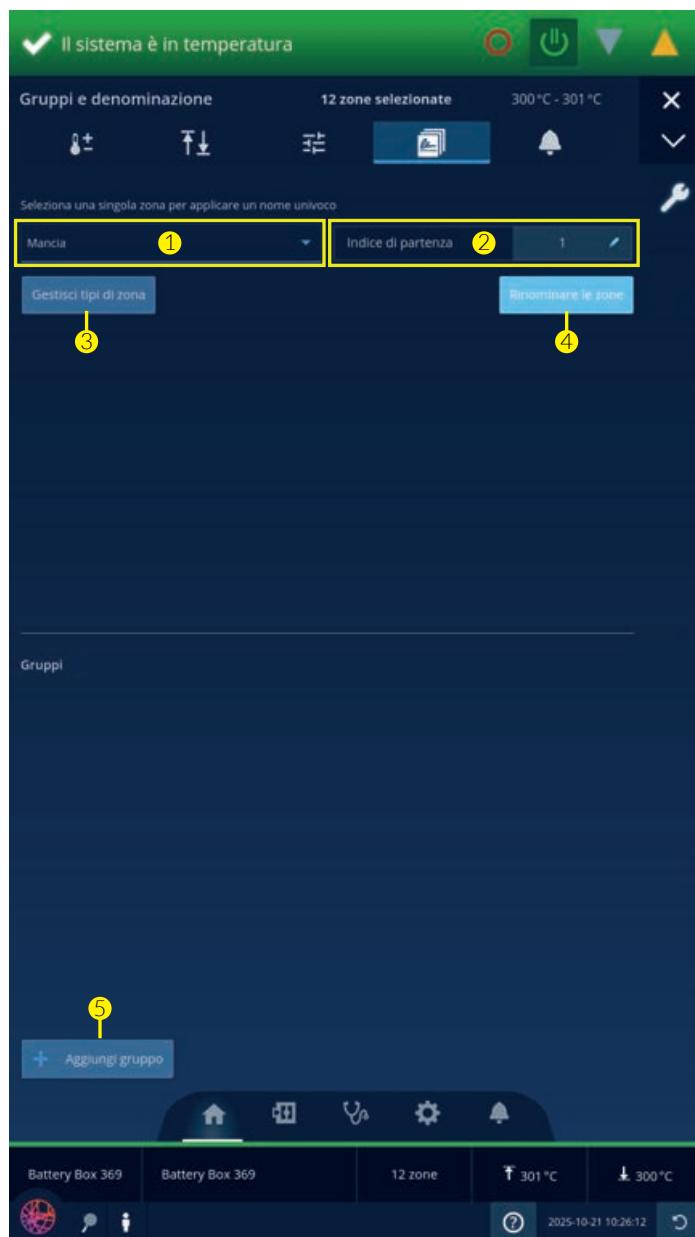 Il sistema è in temperatura
Gruppi e denominazione 12 zone selezionate 300°C - 301°C
Seleziona una singola zona per applicare un nome univoco
Mancia 1 Indice di partenza 2 1
Gestisci tipi di zona Rinominare le zone
3 4
Gruppi
5
+ Aggiungi gruppo
Battery Box 369 Battery Box 369 12 zone 301°C 300°C
? 2025-10-21 10:26:12